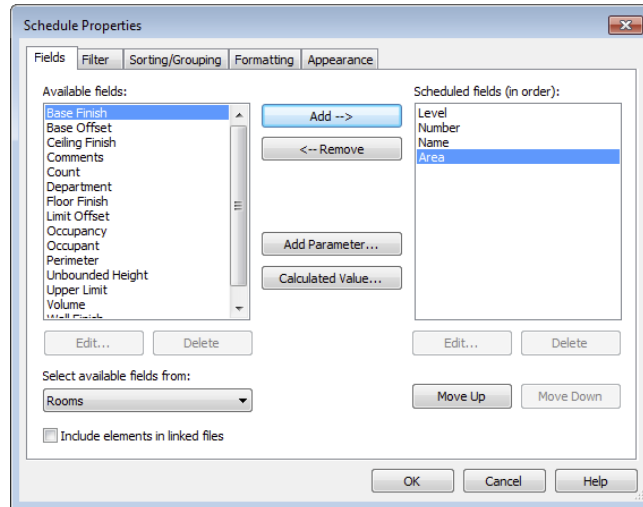 Schedule Properties
Fields
Filter
Sorting/Grouping
Formatting
Appearance
Available fields:
Base Finish
Base Offset
Ceiling Finish
Comments
Count
Department
Floor Finish
Limit Offset
Occupancy
Occupant
Perimeter
Unbounded Height
Upper Limit
Volume
Wall Finish
Add -->
<-- Remove
Add Parameter...
Calculated Value...
Scheduled fields (in order):
Level
Number
Name
Area
Edit...
Delete
Edit...
Delete
Select available fields from:
Rooms
Move Up
Move Down
Include elements in linked files
OK
Cancel
Help